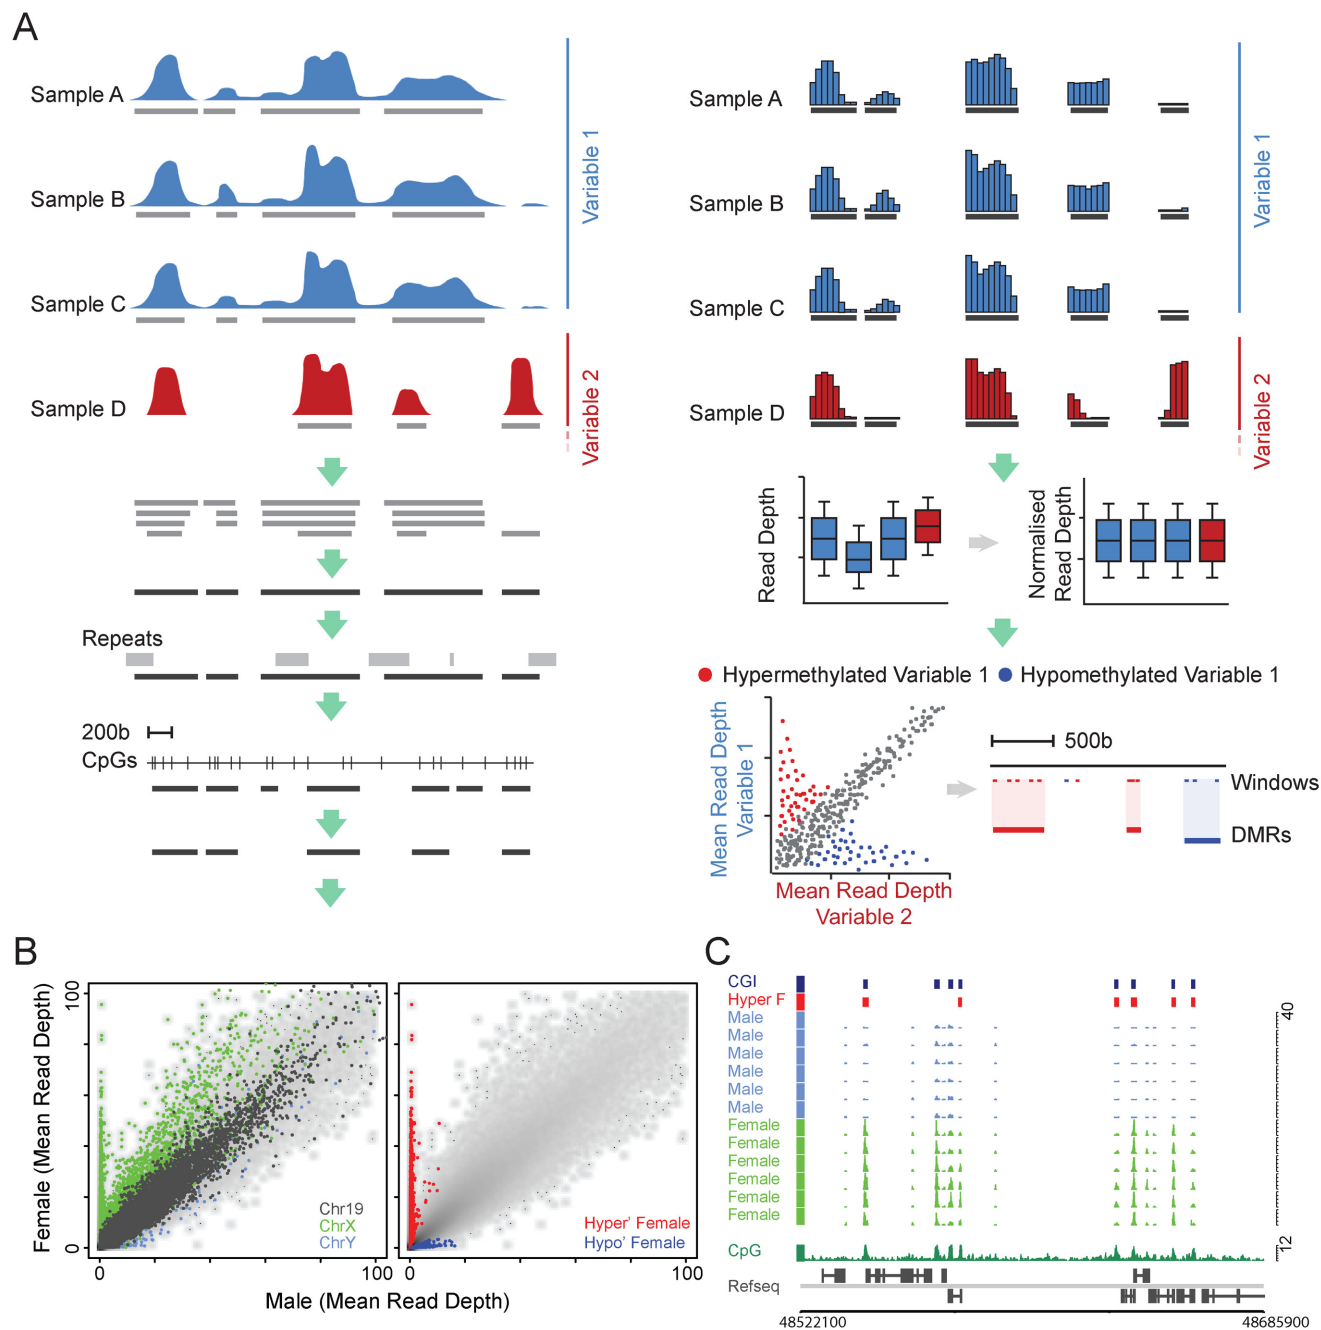 A
Sample A
Sample B
Sample C
Sample D
Variable 1
Variable 2
Repeats
200b
CpGs
Sample A
Sample B
Sample C
Sample D
Variable 1
Variable 2
Read Depth
Normalised
Read Depth
Hypermethylated Variable 1
Hypomethylated Variable 1
Mean Read Depth
Variable 1
Mean Read Depth
Variable 2
500b
Windows
DMRs
B
Female (Mean Read Depth)
100
0
Chr19
ChrX
ChrY
0
100
Hyper' Female
Hypo' Female
0
100
Male (Mean Read Depth)
C
CGI
Hyper F
Male
Male
Male
Male
Male
Male
Female
Female
Female
Female
Female
Female
CpG
Refseq
40
12
48522100
48685900